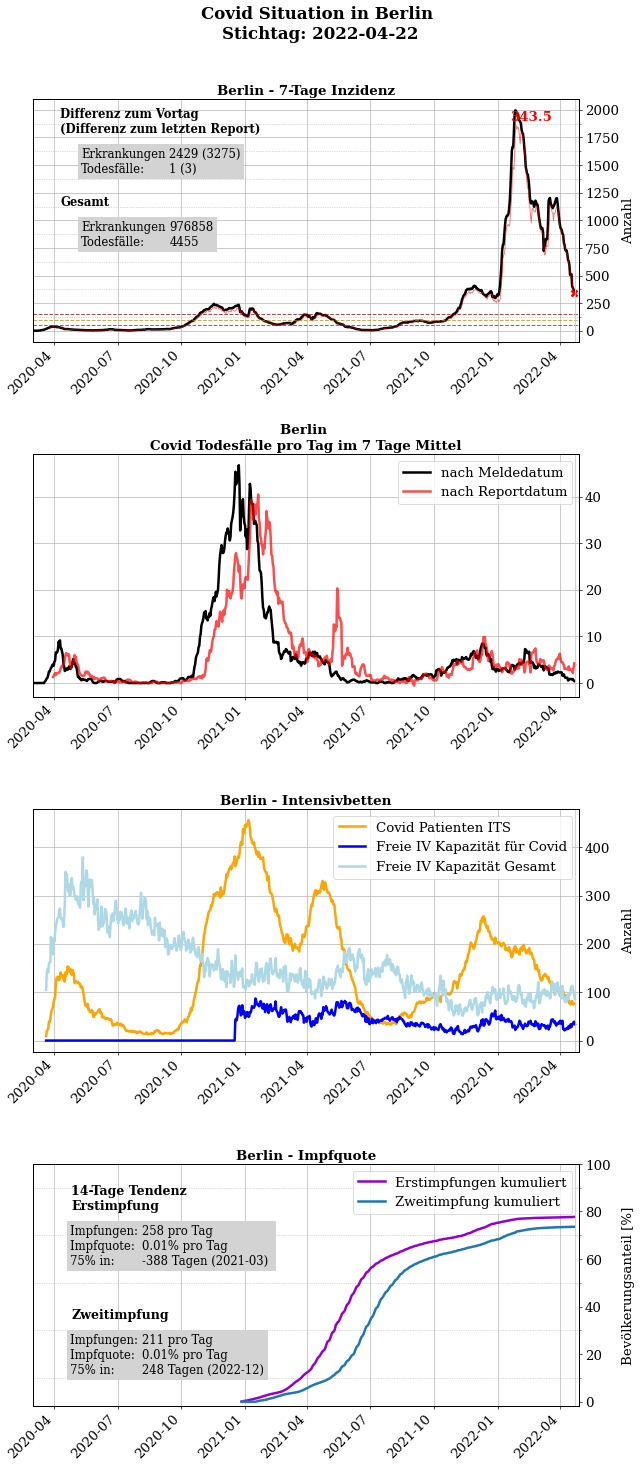 Covid Situation in Berlin
Stichtag: 2022-04-22
Berlin - 7-Tage Inzidenz
Differenz zum Vortag
(Differenz zum letzten Report)
Erkrankungen 2429 (3275)
Todesfälle: 1 (3)
Gesamt
Erkrankungen 976858
Todesfälle: 4455
343.5
2000
1750
1500
1250
1000
750
500
250
0
Anzahl
2020-04 2020-07 2020-10 2021-01 2021-04 2021-07 2021-10 2022-01 2022-04
Berlin
Covid Todesfälle pro Tag im 7 Tage Mittel
nach Meldedatum
nach Reportdatum
40
30
20
10
0
2020-04 2020-07 2020-10 2021-01 2021-04 2021-07 2021-10 2022-01 2022-04
Berlin - Intensivbetten
Covid Patienten ITS
Freie IV Kapazität für Covid
Freie IV Kapazität Gesamt
400
300
200
100
0
Anzahl
2020-04 2020-07 2020-10 2021-01 2021-04 2021-07 2021-10 2022-01 2022-04
Berlin - Impfquote
14-Tage Tendenz
Erstimpfung
Impfungen: 258 pro Tag
Impfquote: 0.01% pro Tag
75% in: -388 Tagen (2021-03)
Zweitimpfung
Impfungen: 211 pro Tag
Impfquote: 0.01% pro Tag
75% in: 248 Tagen (2022-12)
Erstimpfungen kumuliert
Zweitimpfung kumuliert
100
80
60
40
20
0
Bevölkerungsanteil [%]
2020-04 2020-07 2020-10 2021-01 2021-04 2021-07 2021-10 2022-01 2022-04